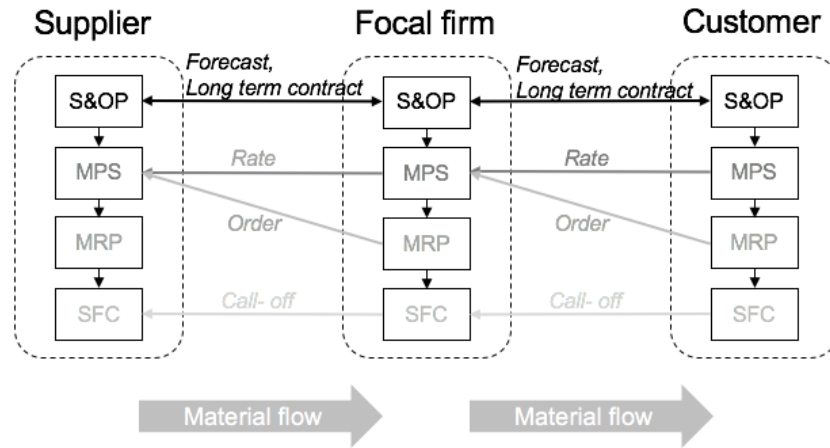 Supplier
Focal firm
Customer
Forecast,
Long term contract
Forecast,
Long term contract
S&OP
S&OP
S&OP
Rate
Rate
MPS
MPS
MPS
Order
Order
MRP
MRP
MRP
Call- off
Call- off
SFC
SFC
SFC
Material flow
Material flow